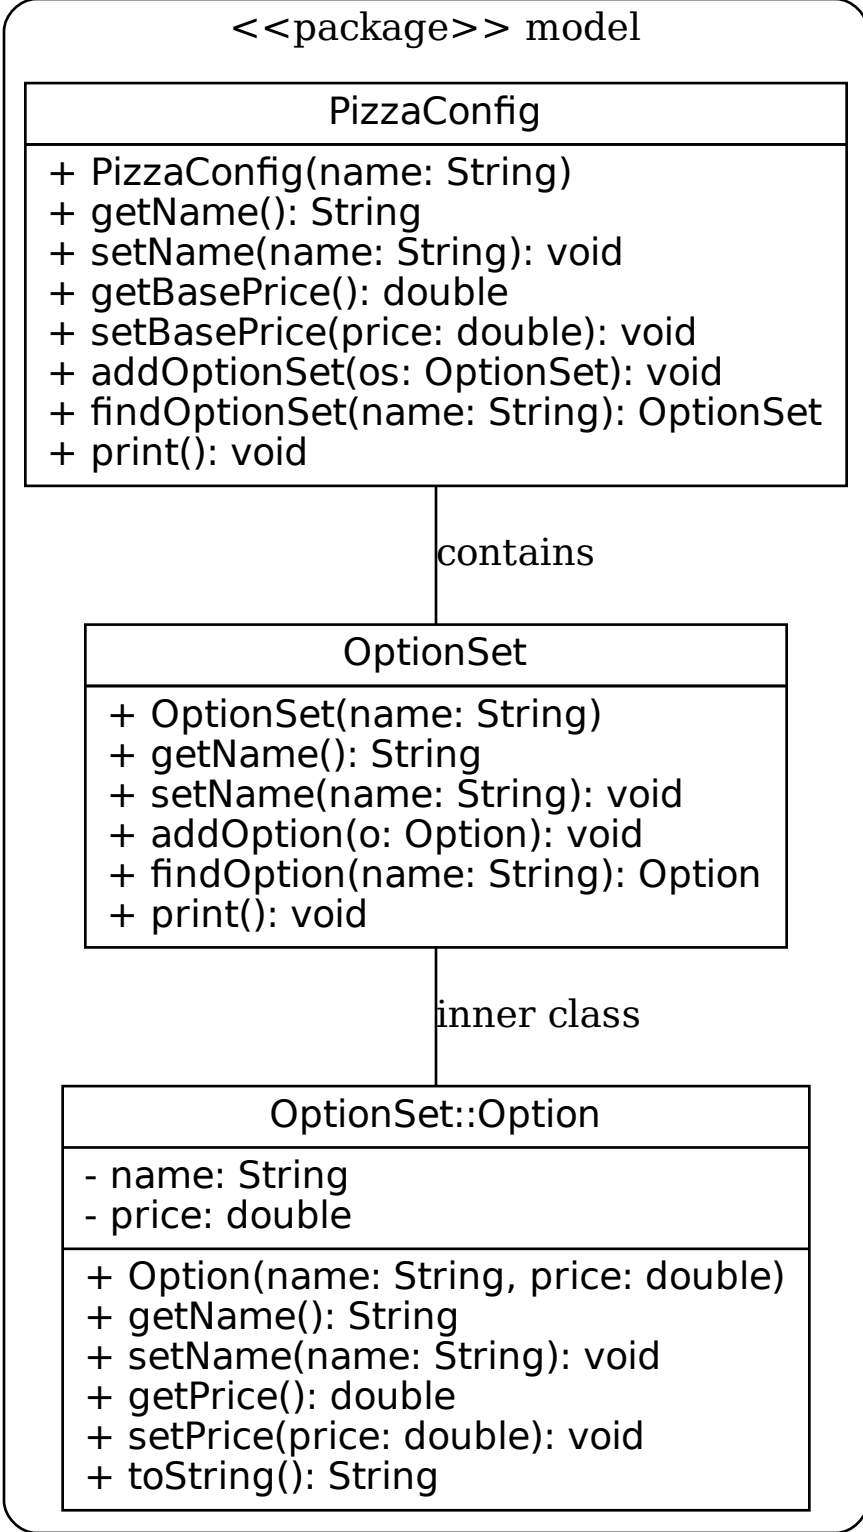 <<package>> model
PizzaConfig
+ PizzaConfig(name: String)
+ getName(): String
+ setName(name: String): void
+ getBasePrice(): double
+ setBasePrice(price: double): void
+ addOptionSet(os: OptionSet): void
+ findOptionSet(name: String): OptionSet
+ print(): void
contains
OptionSet
+ OptionSet(name: String)
+ getName(): String
+ setName(name: String): void
+ addOption(o: Option): void
+ findOption(name: String): Option
+ print(): void
inner class
OptionSet::Option
- name: String
- price: double
+ Option(name: String, price: double)
+ getName(): String
+ setName(name: String): void
+ getPrice(): double
+ setPrice(price: double): void
+ toString(): String